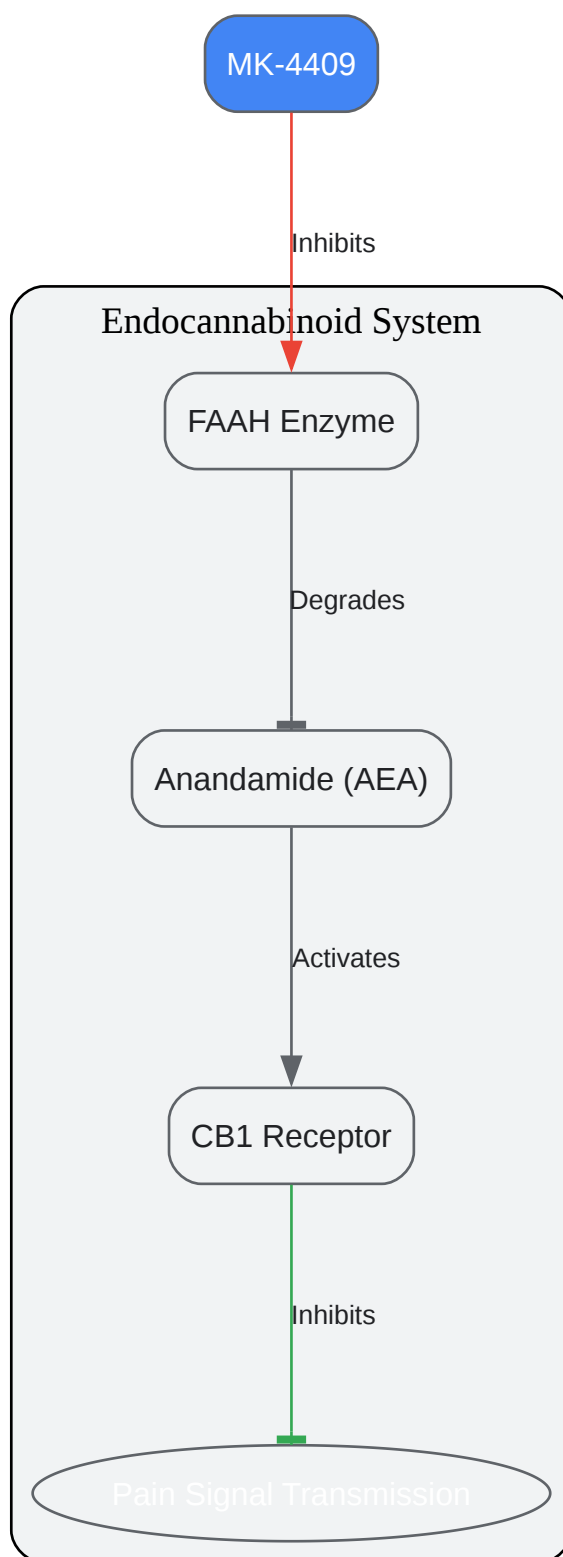 MK-4409
Inhibits
Endocannabinoid System
FAAH Enzyme
Degrades
Anandamide (AEA)
Activates
CB1 Receptor
Inhibits
Pain Signal Transmission